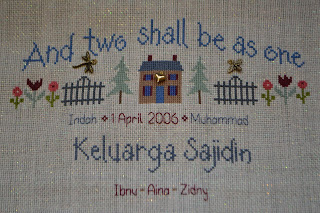 And two shall be as one
Indah ❖ 1 April 2006 ❖ Muhammad
Keluarga Sajidin
Ibnu - Aina - Zidny